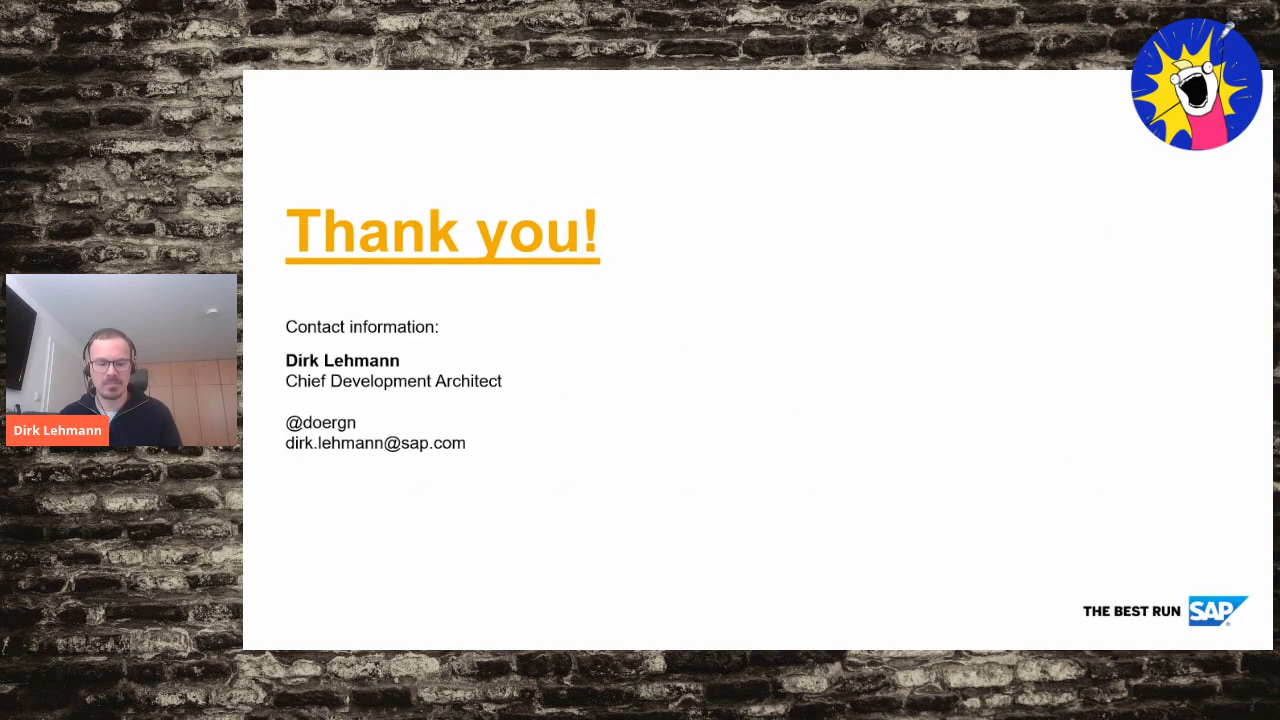 Thank you!
Contact information:
Dirk Lehmann
Chief Development Architect
@doergn
dirk.lehmann@sap.com
Dirk Lehmann
THE BEST RUN SAP